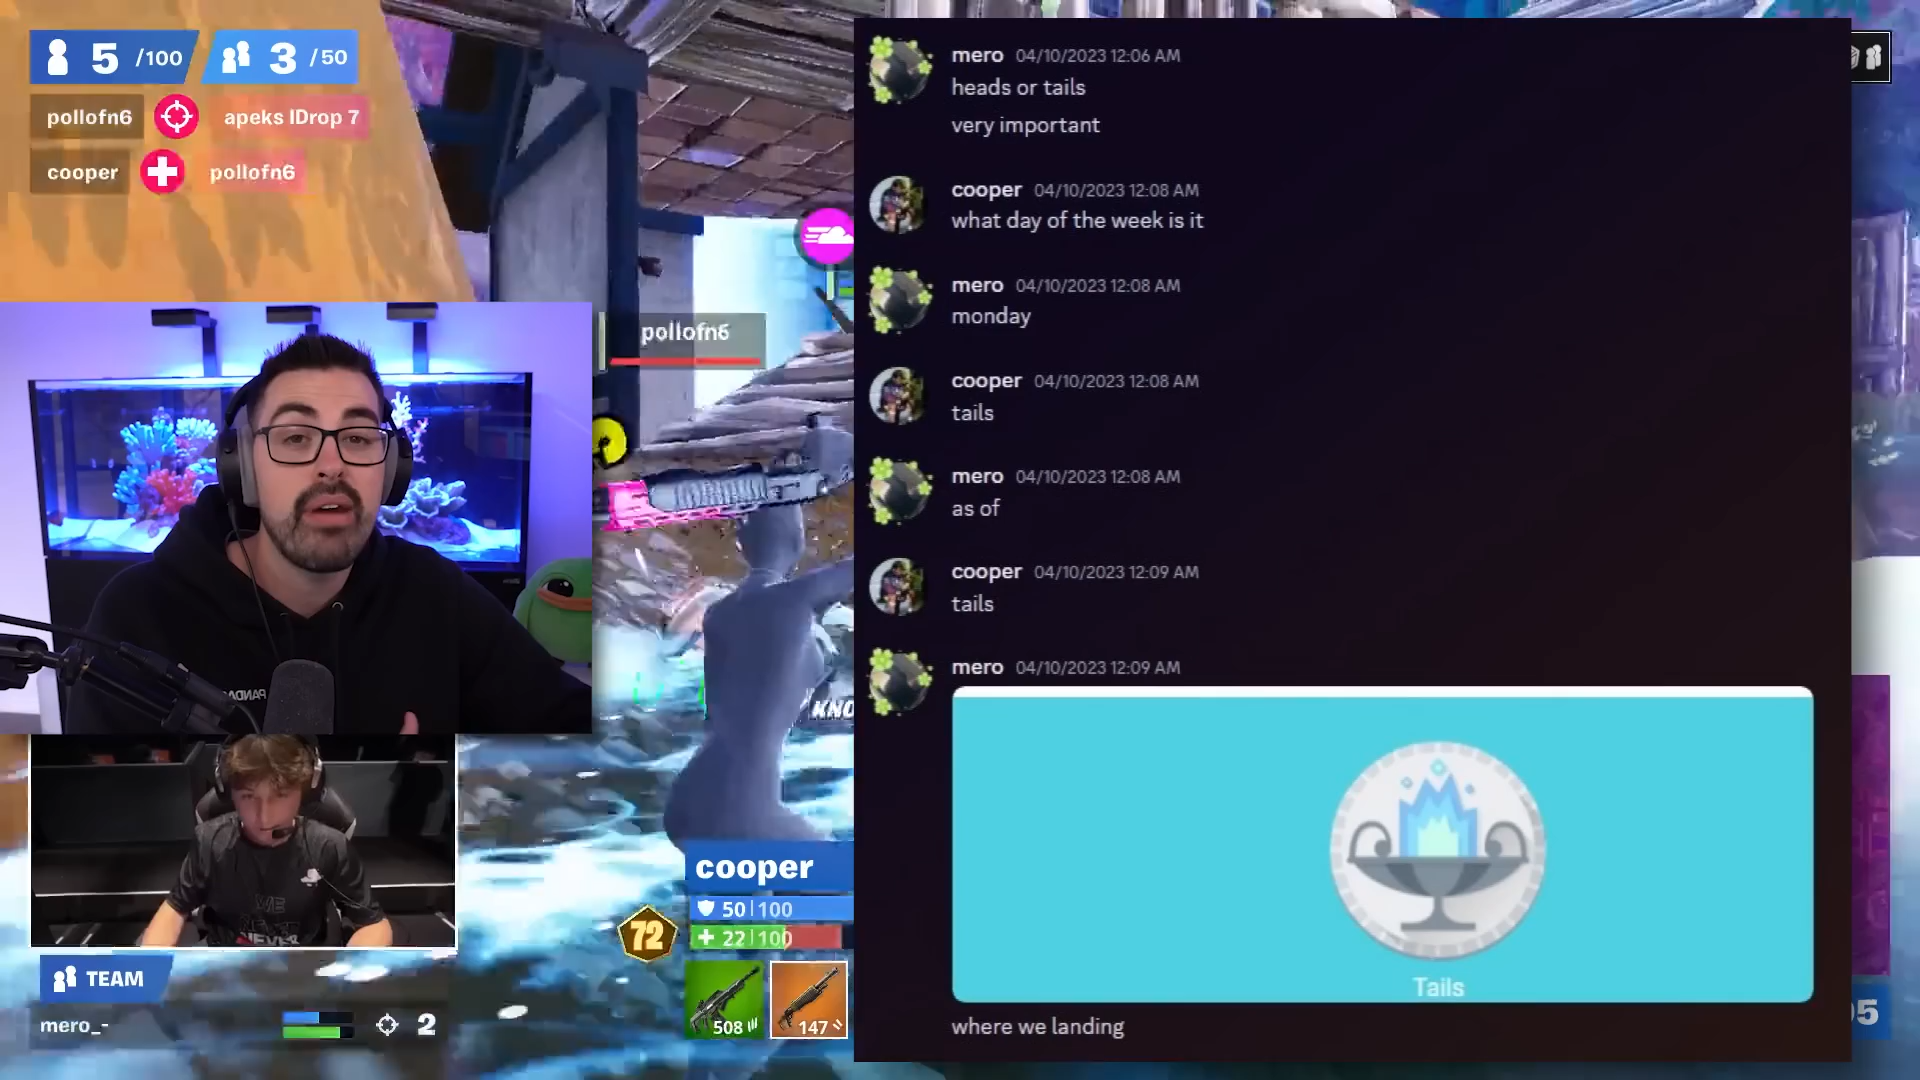 5 /100
3 /50
pollofn6
apeks IDrop 7
cooper
pollofn6
pollofn6
KNO
cooper
50|100
22|100
72
508
147
TEAM
mero_-
2
WE
NEVER
mero 04/10/2023 12:06 AM
heads or tails
very important
cooper 04/10/2023 12:08 AM
what day of the week is it
mero 04/10/2023 12:08 AM
monday
cooper 04/10/2023 12:08 AM
tails
mero 04/10/2023 12:08 AM
as of
cooper 04/10/2023 12:09 AM
tails
mero 04/10/2023 12:09 AM
Tails
where we landing